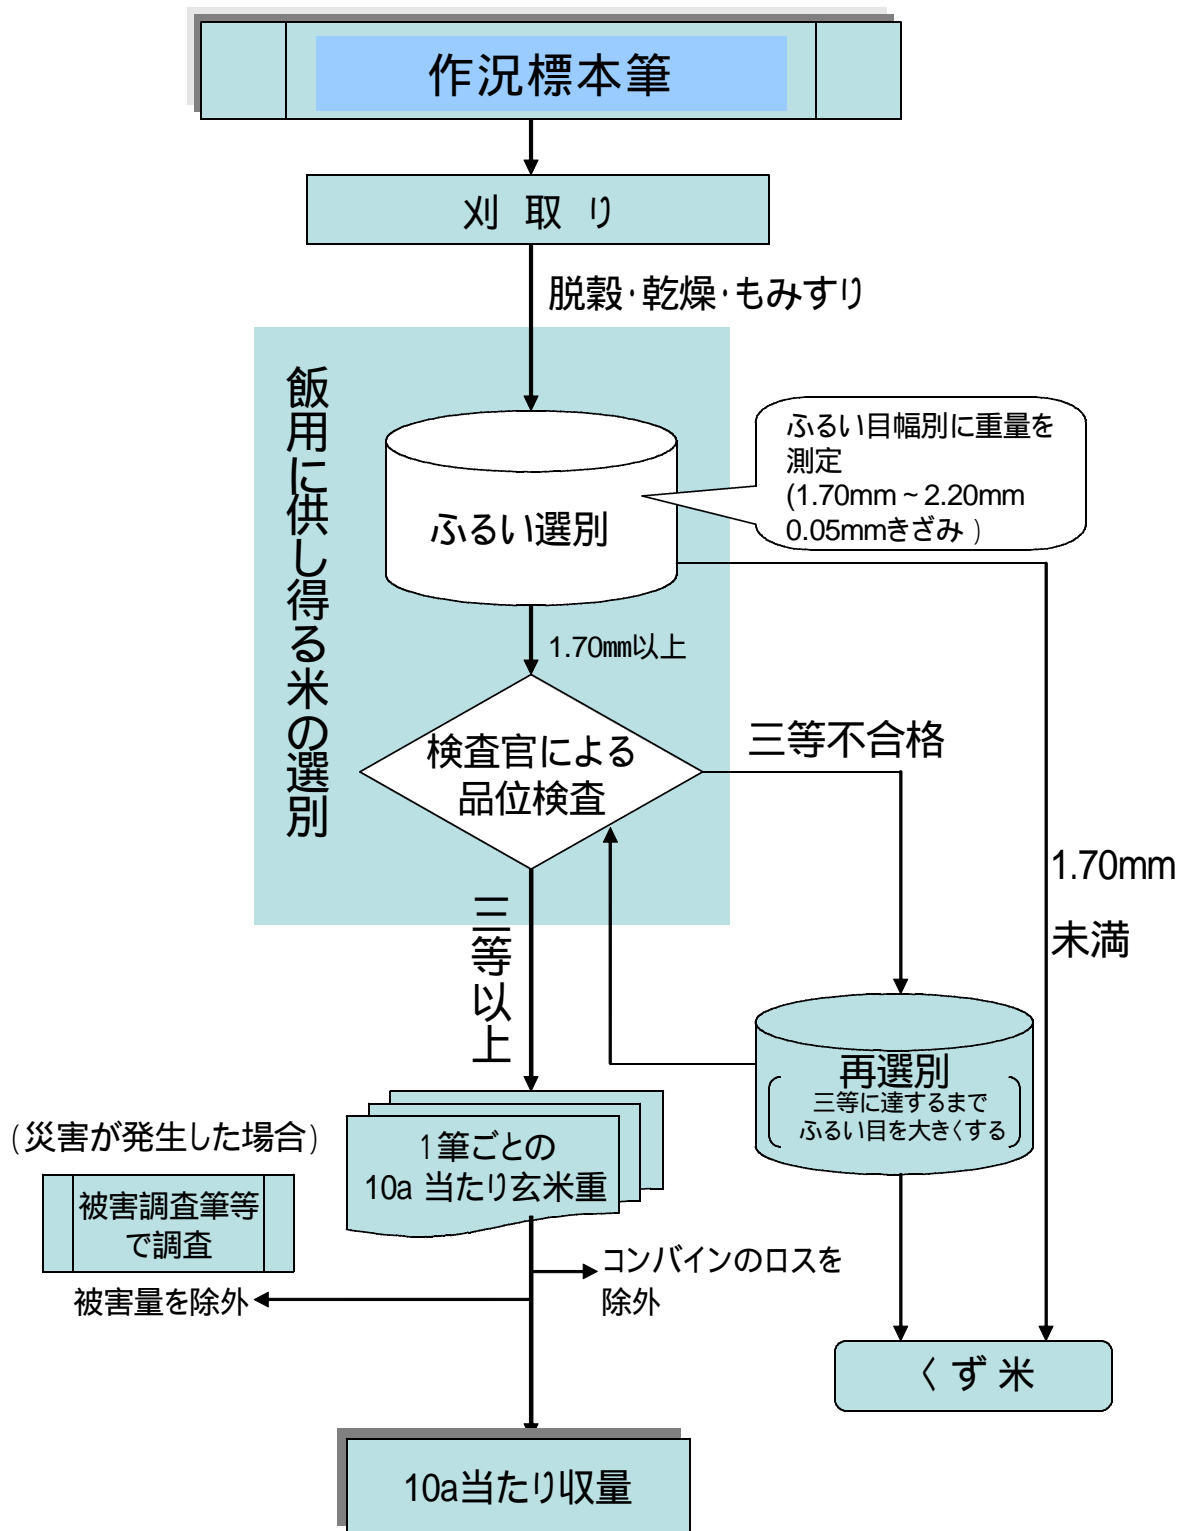 作況標本筆
刈取り
脱穀・乾燥・もみすり
飯用に供し得る米の選別
ふるい目幅別に重量を
測定
(1.70mm~2.20mm
0.05mmきざみ)
ふるい選別
1.70㎜以上
検査官による
品位検査
三等不合格
1.70mm
未満
三等以上
再選別
三等に達するまで
ふるい目を大きくする
(災害が発生した場合)
被害調査筆等
で調査
1筆ごとの
10a 当たり玄米重
コンバインのロスを
除外
被害量を除外
くず米
10a当たり収量